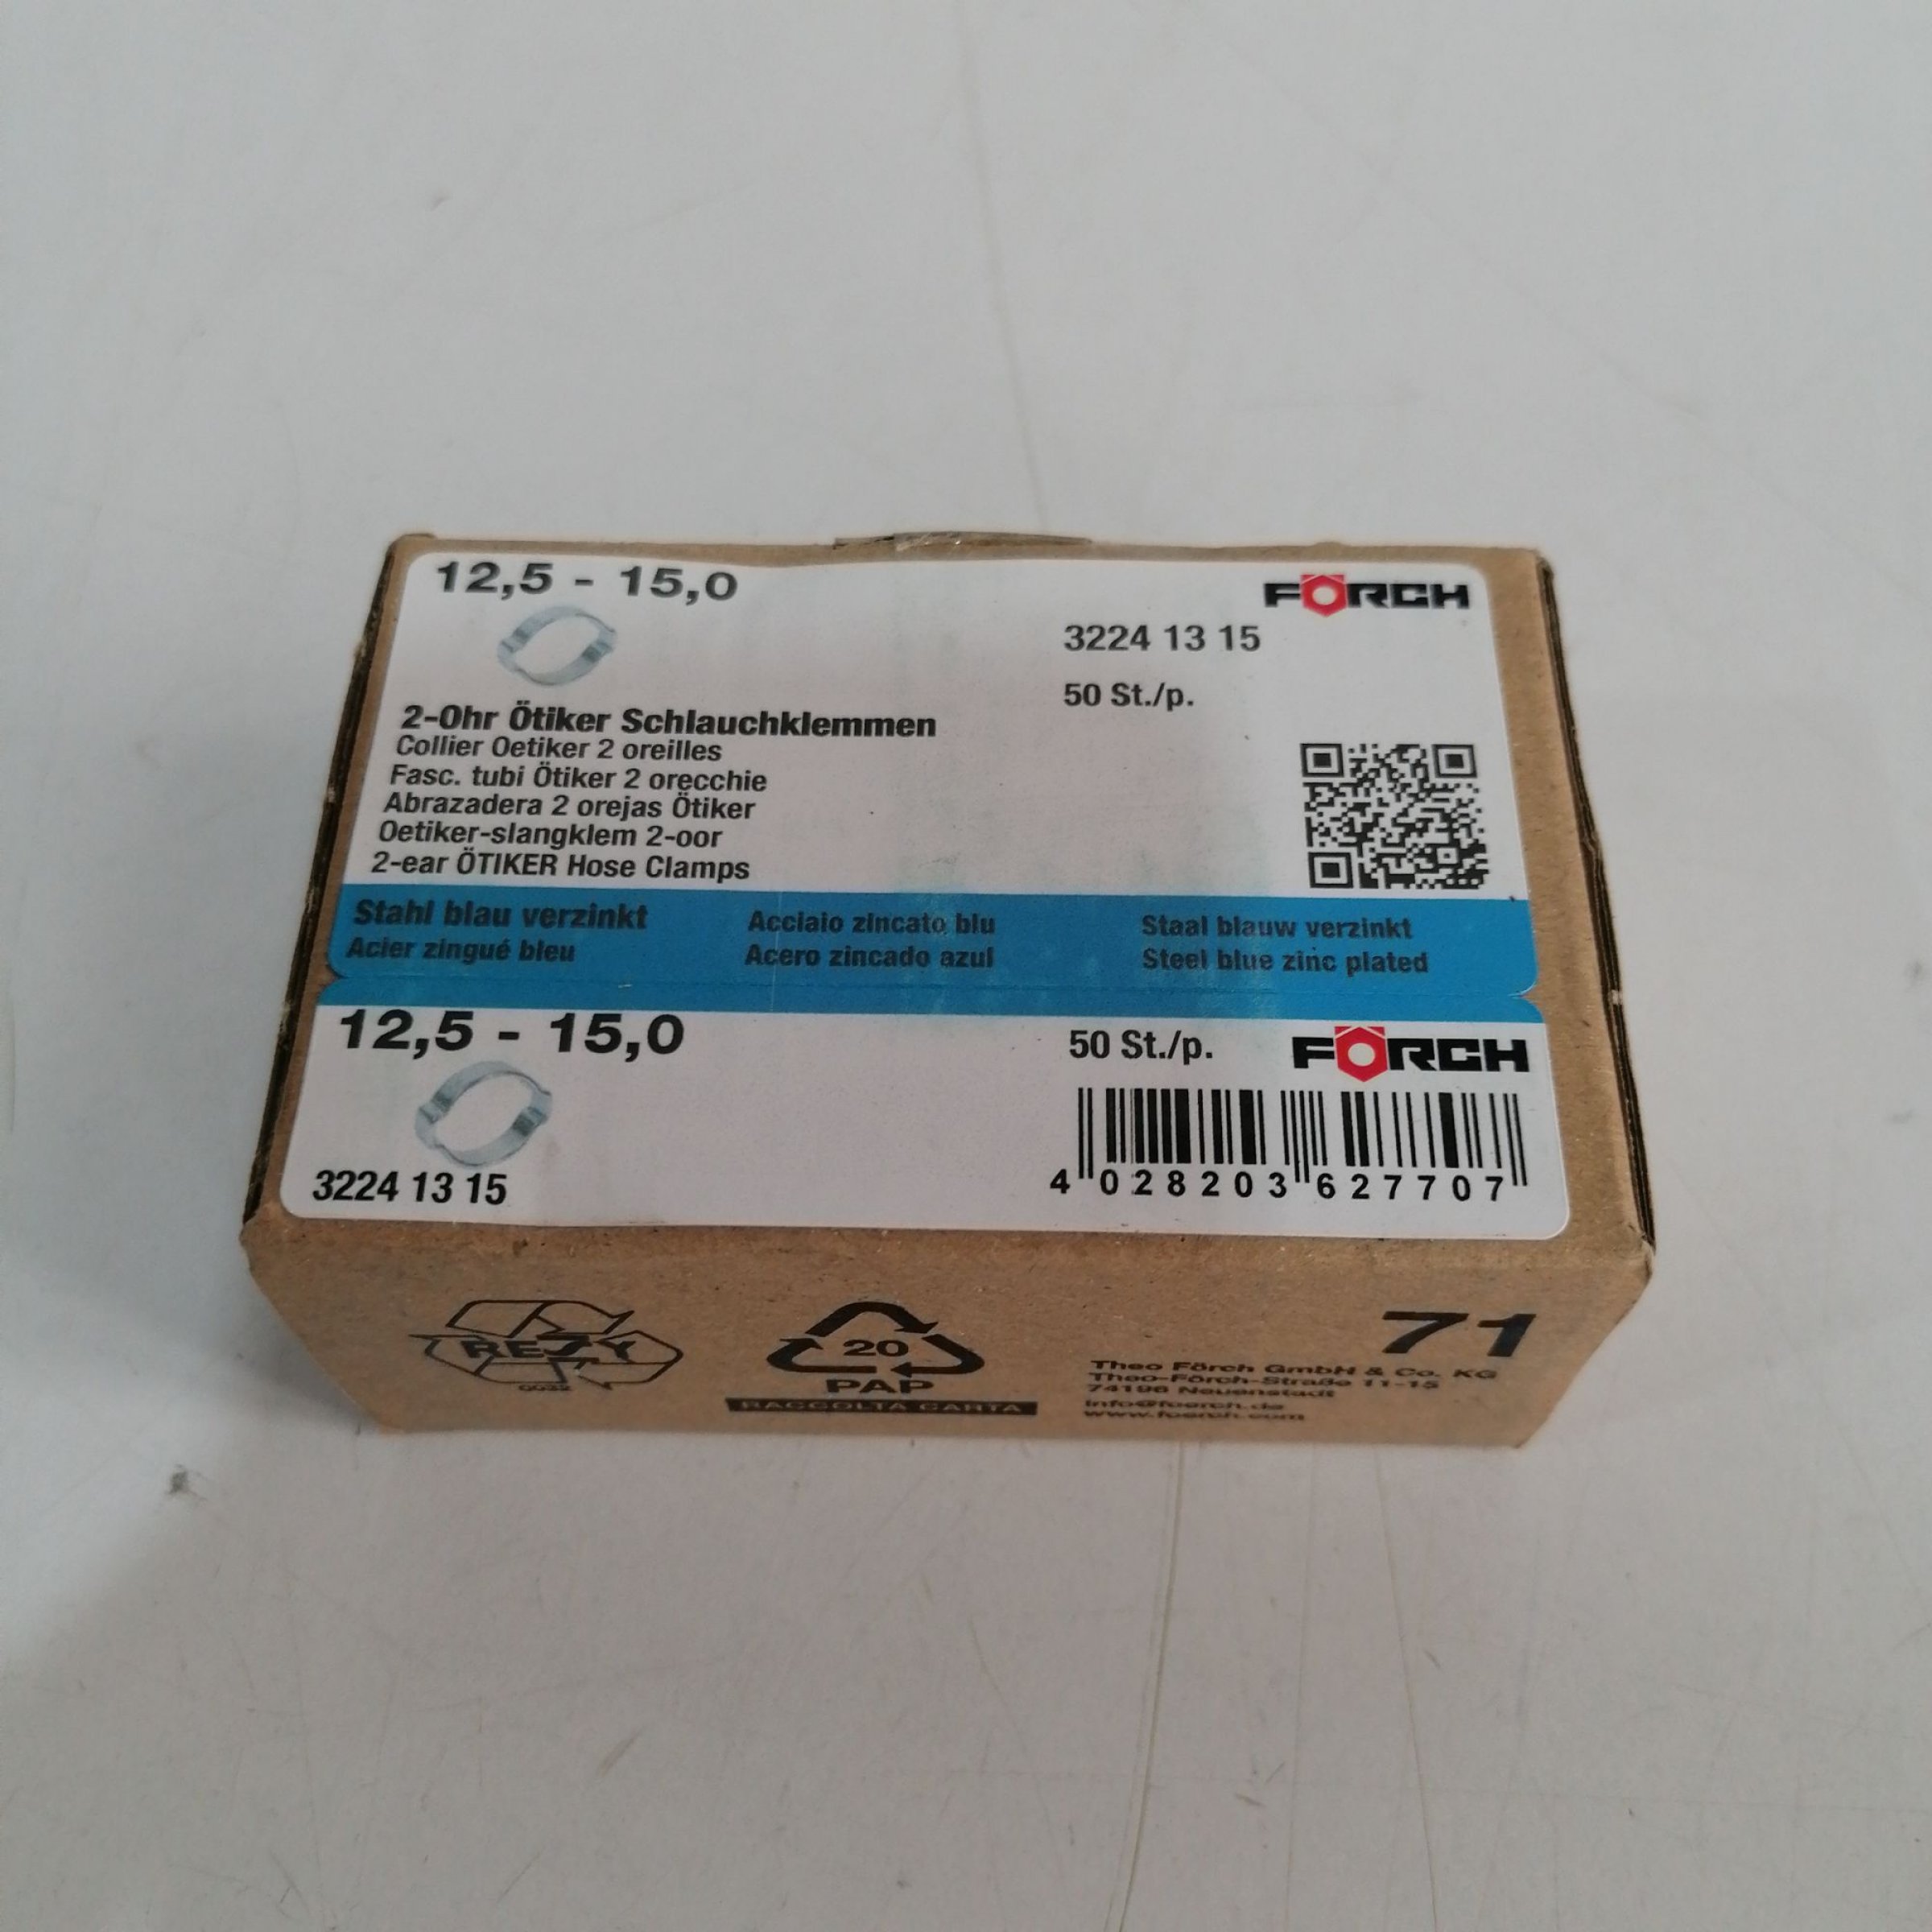 12,5 - 15,0
FÖRCH
3224 13 15
50 St./p.
2-Ohr Ötiker Schlauchklemmen
Collier Oetiker 2 oreilles
Fasc. tubi Ötiker 2 orecchie
Abrazadera 2 orejas Ötiker
Oetiker-slangklem 2-oor
2-ear ÖTIKER Hose Clamps
Stahl blau verzinkt
Acier zingué bleu
Acciaio zincato blu
Acero zincado azul
Staal blauw verzinkt
Steel blue zinc plated
12,5 - 15,0
50 St./p.
FÖRCH
3224 13 15
4 028203 627707
RESY
20
PAP
RACCOLTA CARTA
71
Theo Förch GmbH & Co. KG
Theo-Förch-Straße 11-15
74196 Neuenstadt
info@foerch.de
www.foerch.com